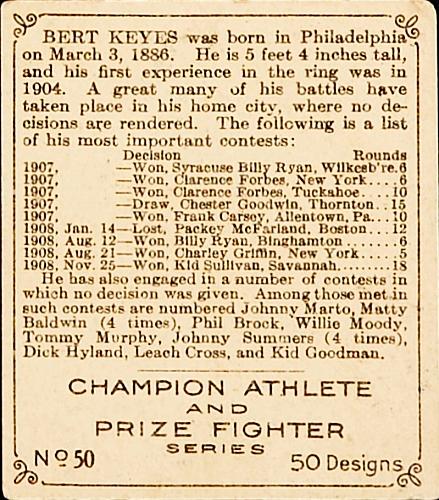 BERT KEYES was born in Philadelphia
on March 3, 1886. He is 5 feet 4 inches tall,
and his first experience in the ring was in
1904. A great many of his battles have
taken place in his home city, where no de-
cisions are rendered. The following is a list
of his most important contests:
Decision Rounds
1907, —Won, Syracuse Billy Ryan, Wilkesb're. 6
1907, —Won, Clarence Forbes, New York.... 6
1907, —Won, Clarence Forbes, Tuckahoe.. 10
1907, —Draw, Chester Goodwin, Thornton. 15
1907, —Won, Frank Carsey, Allentown, Pa... 10
1908, Jan. 14—Lost, Packey McFarland, Boston... 12
1908, Aug. 12—Won, Billy Ryan, Binghamton....... 6
1908, Aug. 21—Won, Charley Griffin, New York..... 5
1908, Nov. 25—Won, Kid Sullivan, Savannah........ 18
He has also engaged in a number of contests in
which no decision was given. Among those met in
such contests are numbered Johnny Marto, Matty
Baldwin (4 times), Phil Brock, Willie Moody,
Tommy Murphy, Johnny Summers (4 times),
Dick Hyland, Leach Cross, and Kid Goodman.
CHAMPION ATHLETE
AND
PRIZE FIGHTER
SERIES
No 50 50 Designs